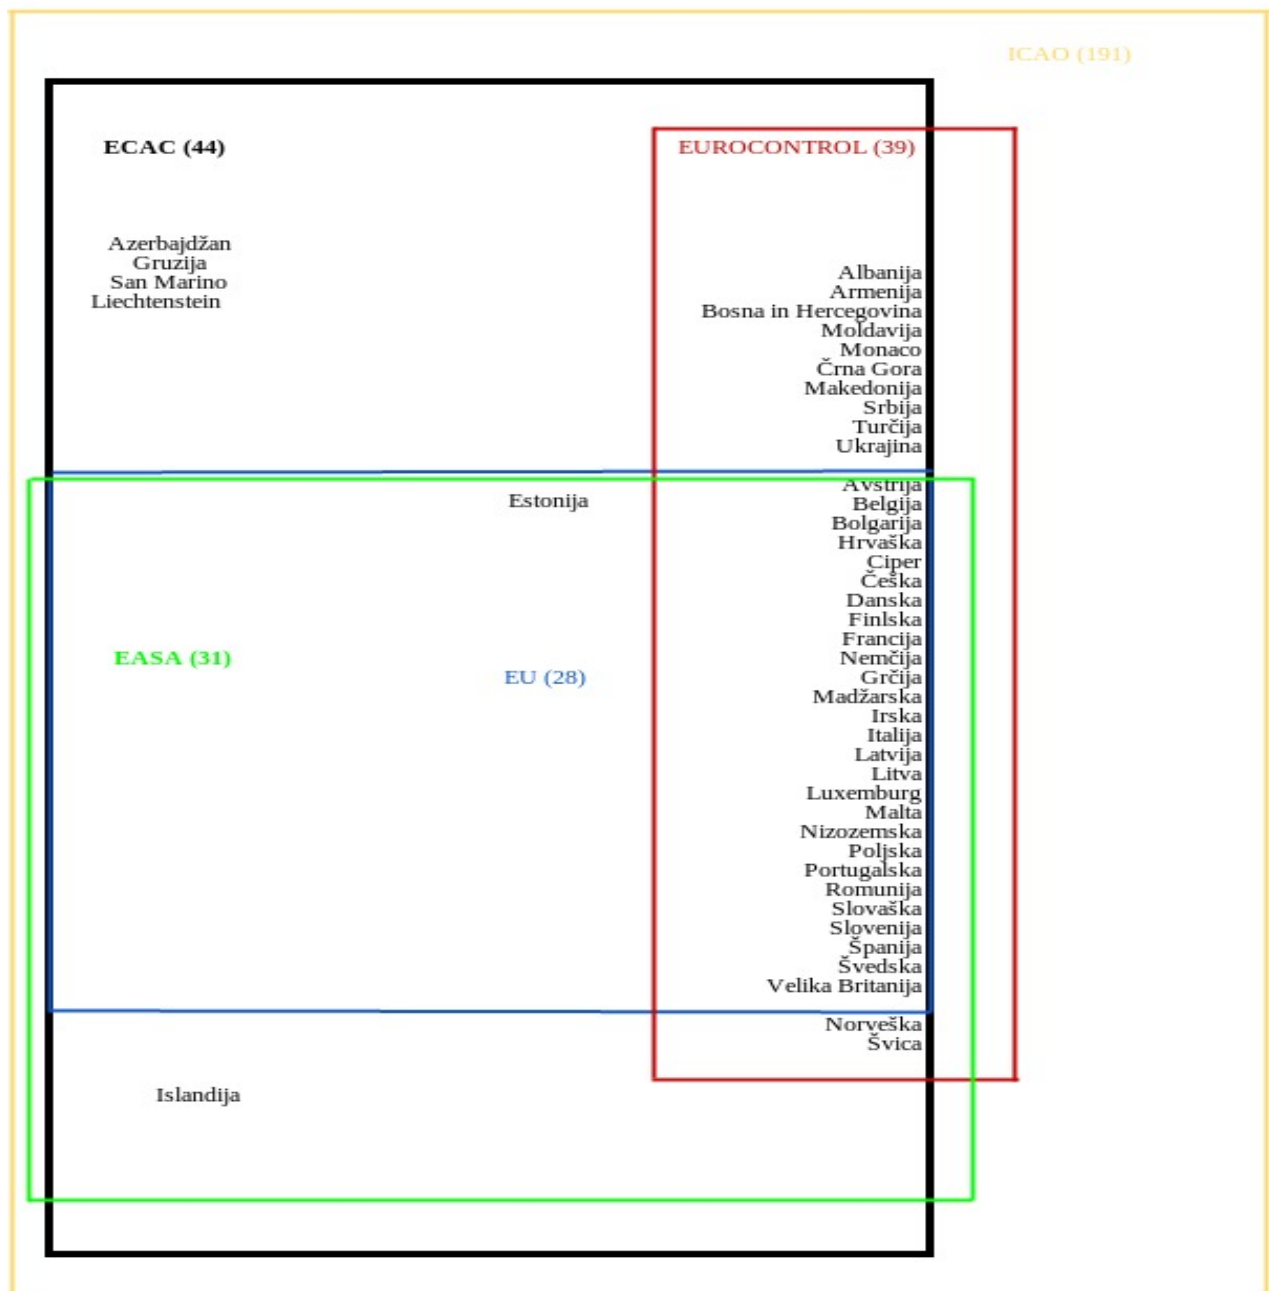 ICAO (191)
ECAC (44)
EUROCONTROL (39)
Azerbajdžan
Gruzija
San Marino
Liechtenstein
Albanija
Armenija
Bosna in Hercegovina
Moldavija
Monaco
Črna Gora
Makedonija
Srbija
Turčija
Ukrajina
Estonija
Avstrija
Belgija
Bolgarija
Hrvaška
Ciper
Češka
Danska
Finlska
Francija
EASA (31)
Nemčija
EU (28)
Grčija
Madžarska
Irska
Italija
Latvija
Litva
Luxemburg
Malta
Nizozemska
Poljska
Portugalska
Romunija
Slovaška
Slovenija
Španija
Švedska
Velika Britanija
Norveška
Švica
Islandija